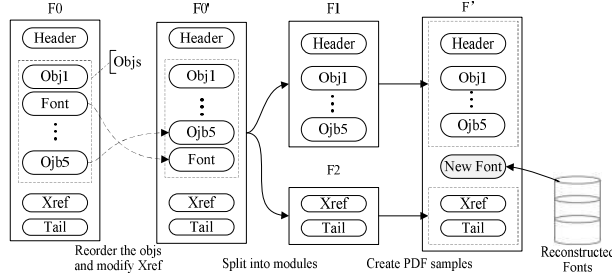 F0
Header
Obj1
Font
Ojb5
Xref
Tail
Objs
F0'
Header
Obj1
Ojb5
Font
Xref
Tail
F1
Header
Obj1
Obj5
F2
Xref
Tail
F'
Header
Obj1
Obj5
New Font
Xref
Tail
Reconstructed
Fonts
Reorder the objs
and modify Xref
Split into modules
Create PDF samples